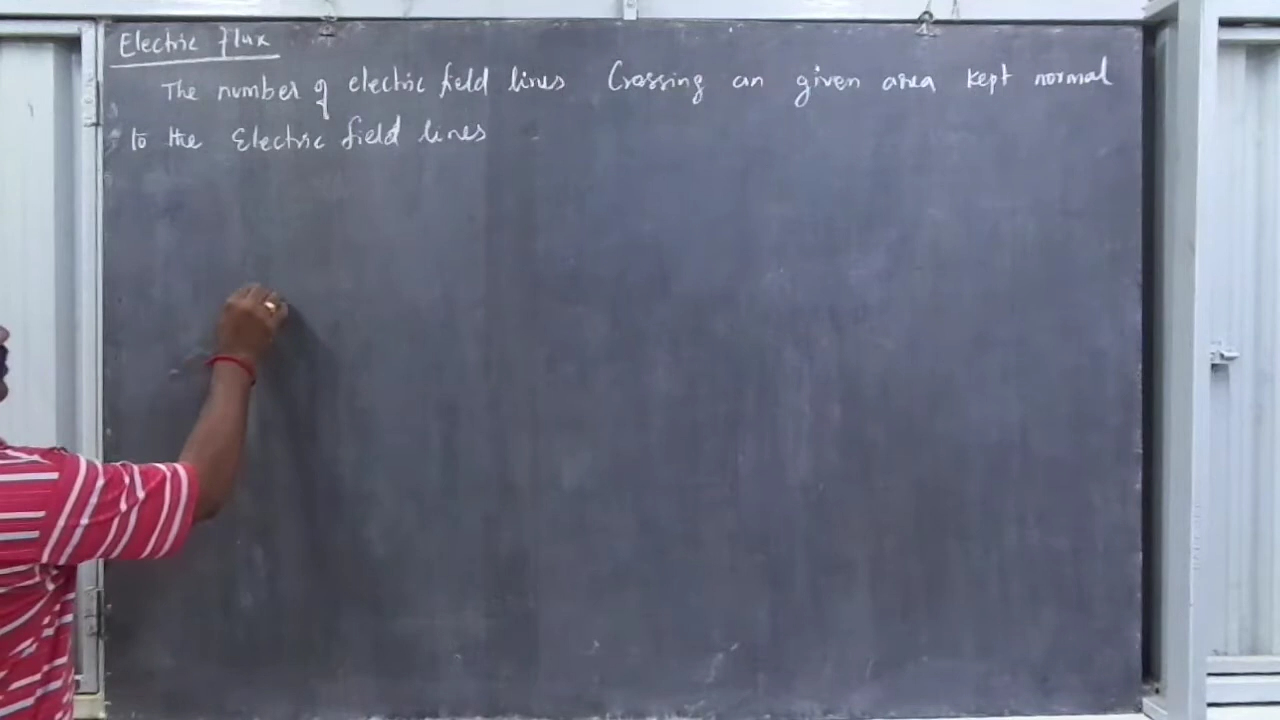 Electric flux
The number of electric field lines Crossing an given area kept normal
to the Electric field lines